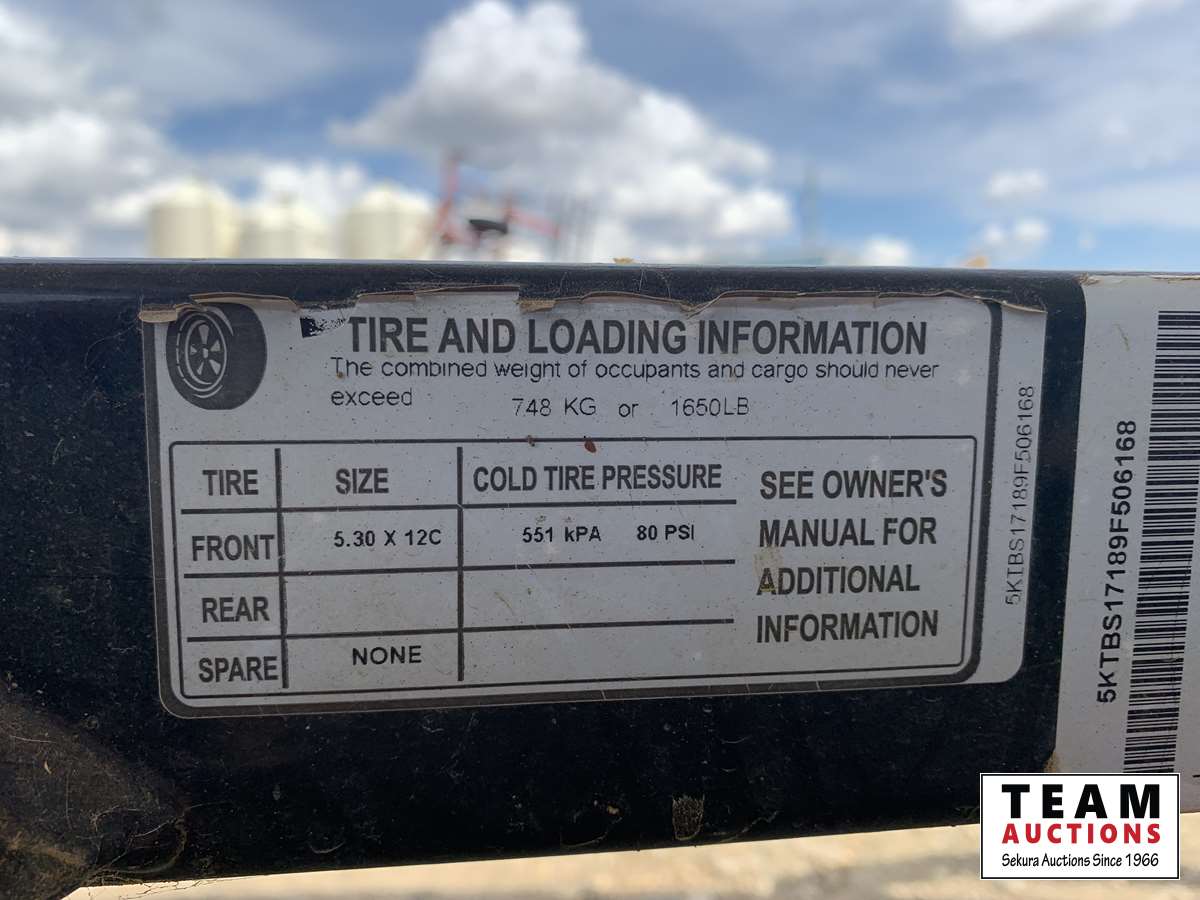 TIRE AND LOADING INFORMATION
The combined weight of occupants and cargo should never
exceed 748 KG or 1650LB
TIRE SIZE COLD TIRE PRESSURE
FRONT 5.30 X 12C 551 kPA 80 PSI
REAR
SPARE NONE
SEE OWNER'S
MANUAL FOR
ADDITIONAL
INFORMATION
5KTBS17189F506168
5KTBS17189F506168
TEAM
AUCTIONS
Sekura Auctions Since 1966